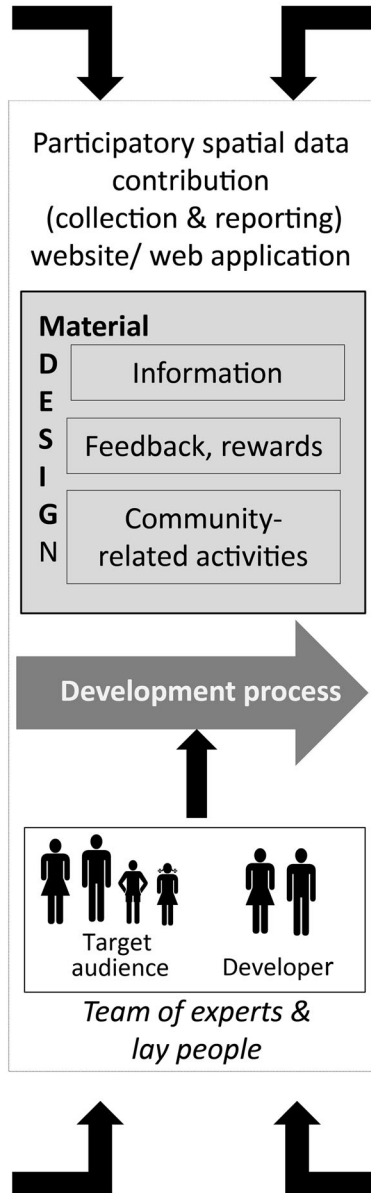 Participatory spatial data
contribution
(collection & reporting)
website/ web application
Material
DESIGN
Information
Feedback, rewards
Community-
related activities
Development process
Target
audience
Developer
Team of experts &
lay people